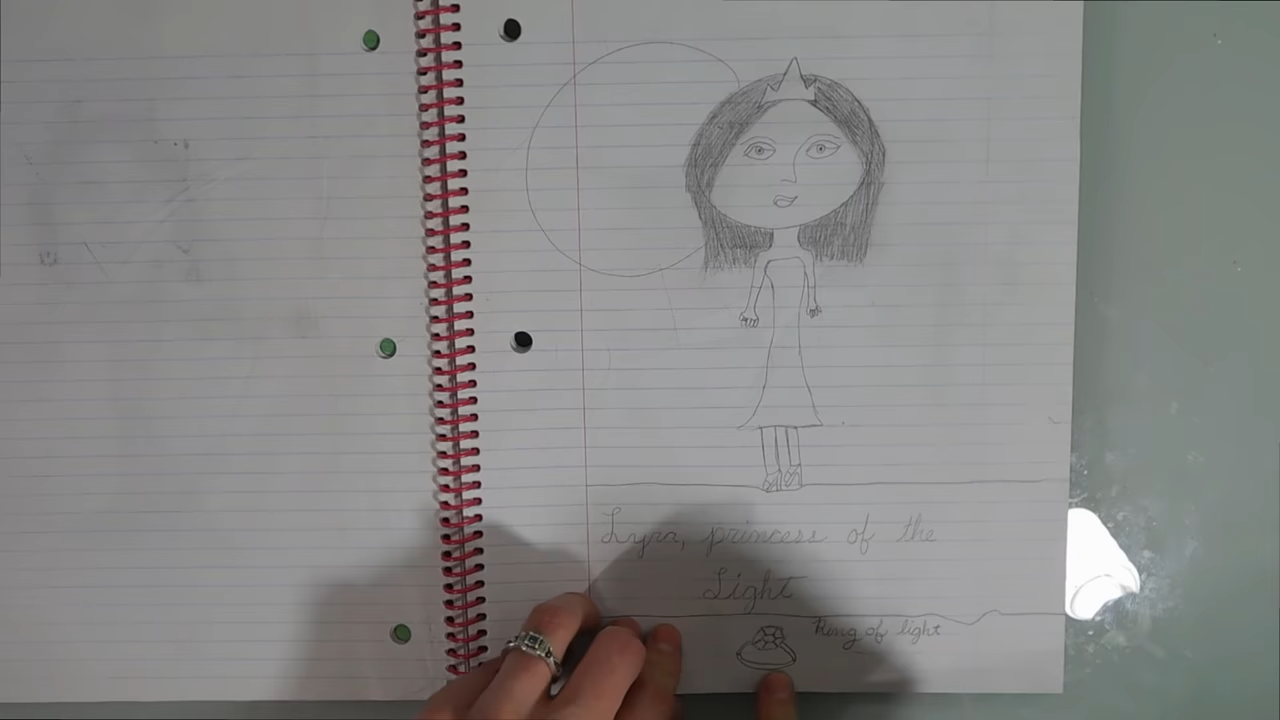 Lyra, princess of the
Light
Ring of light